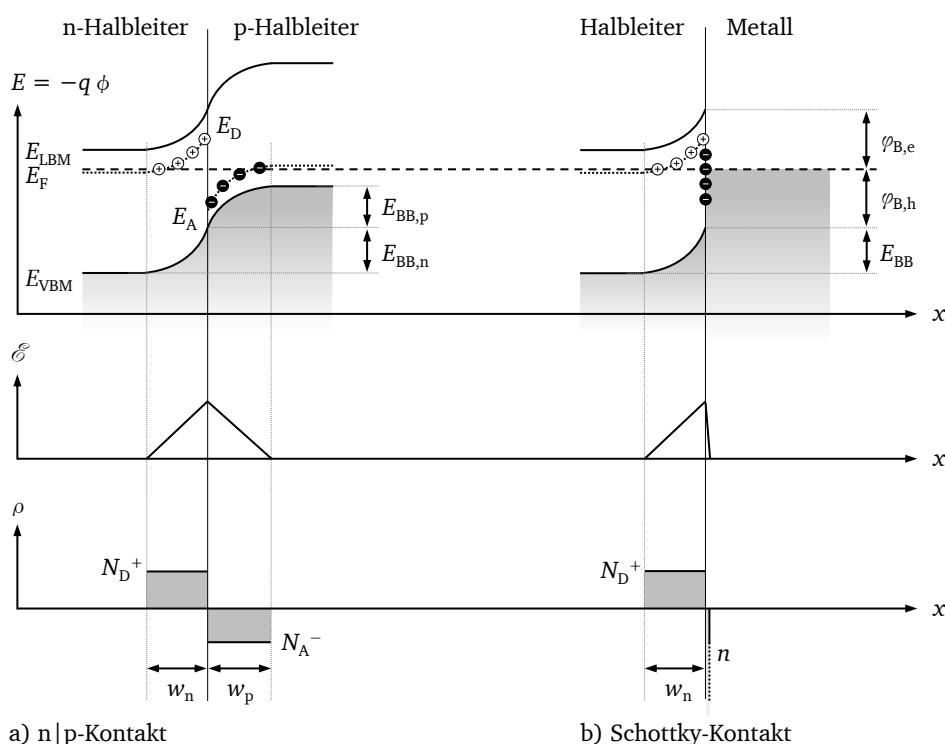 n-Halbleiter p-Halbleiter Halbleiter Metall
E = −q ϕ
E_D
E_LBM
E_F
φ_B,e
E_A
E_BB,p
φ_B,h
E_BB,n
E_BB
E_VBM
x
ℰ
x
ρ
N_D⁺ N_D⁺
x
N_A⁻ n
w_n w_p w_n
a) n|p-Kontakt b) Schottky-Kontakt